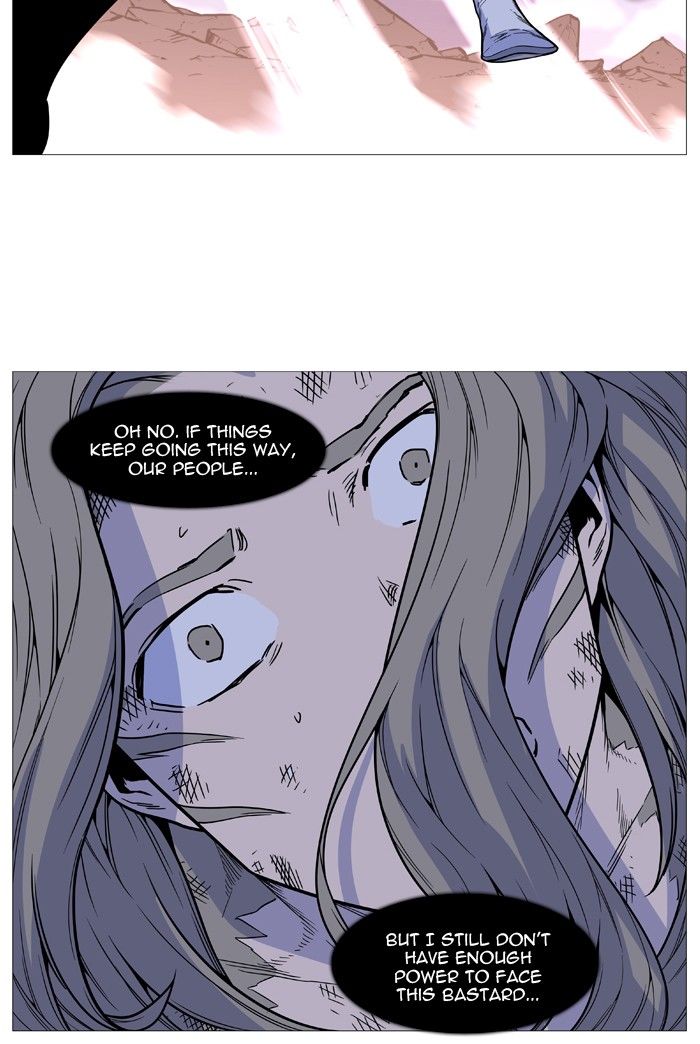 OH NO. IF THINGS
KEEP GOING THIS WAY,
OUR PEOPLE...
BUT I STILL DON'T
HAVE ENOUGH
POWER TO FACE
THIS BASTARD...